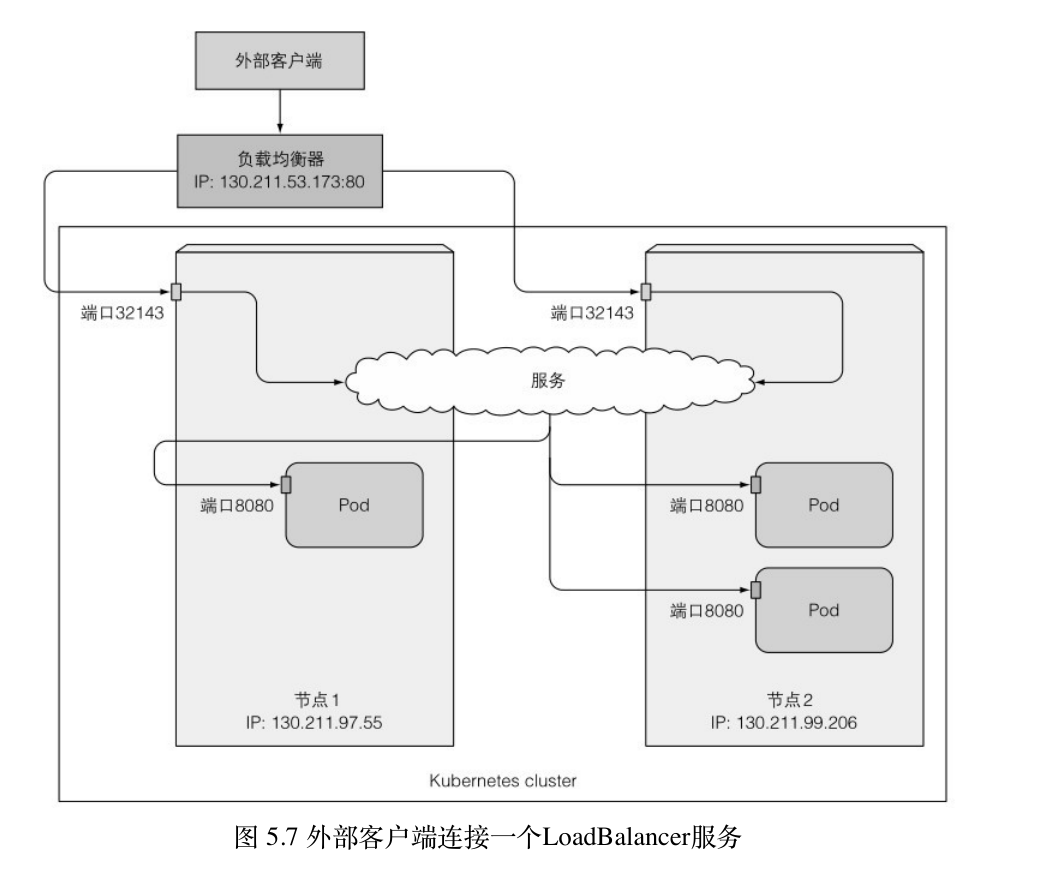 外部客户端
负载均衡器
IP: 130.211.53.173:80
端口32143
端口32143
服务
端口8080
Pod
端口8080
Pod
端口8080
Pod
节点1
IP: 130.211.97.55
节点2
IP: 130.211.99.206
Kubernetes cluster
图 5.7 外部客户端连接一个LoadBalancer服务